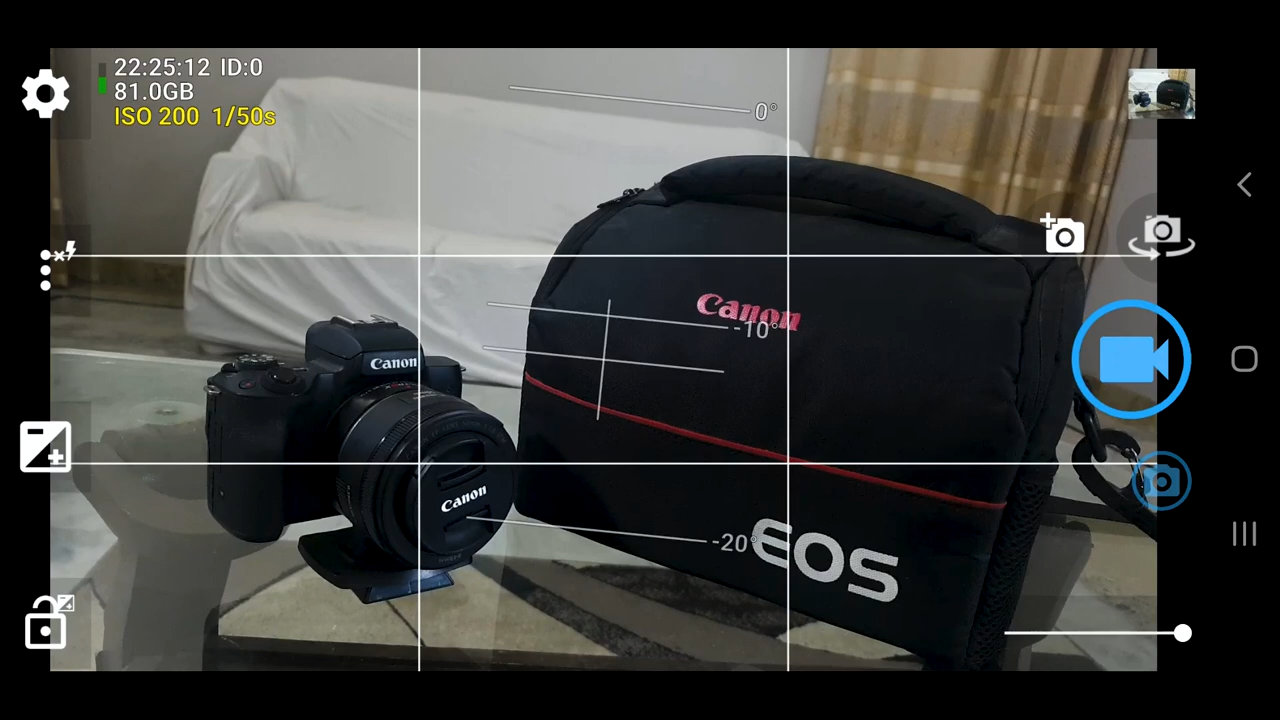 22:25:12 ID:0
81.0GB
ISO 200 1/50s
0°
Canon
-10°
Canon
Canon
-20°
EOS